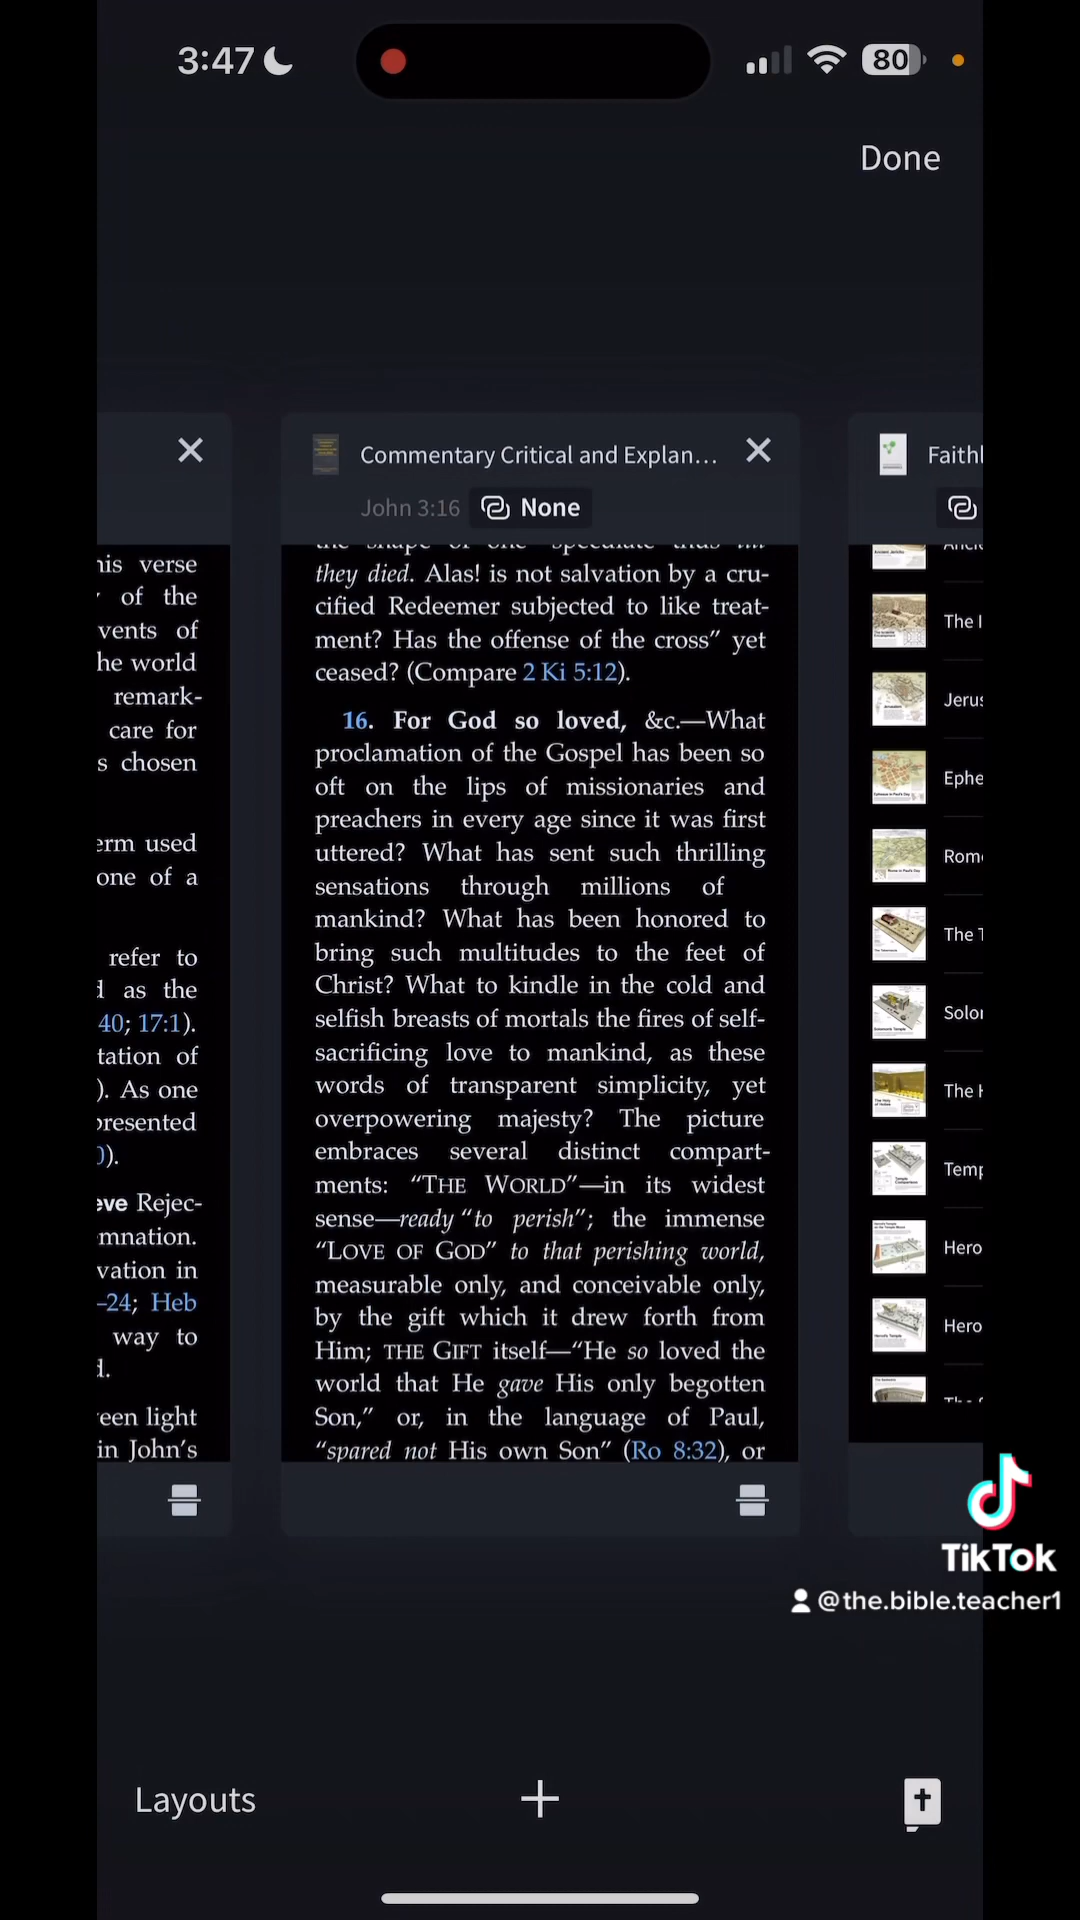 3:47
80
Done
his verse
of the
vents of
he world
remark-
care for
s chosen
erm used
one of a
refer to
d as the
40; 17:1).
tation of
). As one
presented
0).
eve Rejec-
mnation.
vation in
–24; Heb
way to
d.
een light
in John's
Commentary Critical and Explan...
John 3:16 None
they died. Alas! is not salvation by a cru-
cified Redeemer subjected to like treat-
ment? Has the offense of the cross” yet
ceased? (Compare 2 Ki 5:12).
16. For God so loved, &c.—What
proclamation of the Gospel has been so
oft on the lips of missionaries and
preachers in every age since it was first
uttered? What has sent such thrilling
sensations through millions of
mankind? What has been honored to
bring such multitudes to the feet of
Christ? What to kindle in the cold and
selfish breasts of mortals the fires of self-
sacrificing love to mankind, as these
words of transparent simplicity, yet
overpowering majesty? The picture
embraces several distinct compart-
ments: “THE WORLD”—in its widest
sense—ready “to perish”; the immense
“LOVE OF GOD” to that perishing world,
measurable only, and conceivable only,
by the gift which it drew forth from
Him; THE GIFT itself—“He so loved the
world that He gave His only begotten
Son,” or, in the language of Paul,
“spared not His own Son” (Ro 8:32), or
Faithl
The I
Jerus
Ephe
Rom
The T
Solo
The H
Temp
Hero
Hero
TikTok
@the.bible.teacher1
Layouts